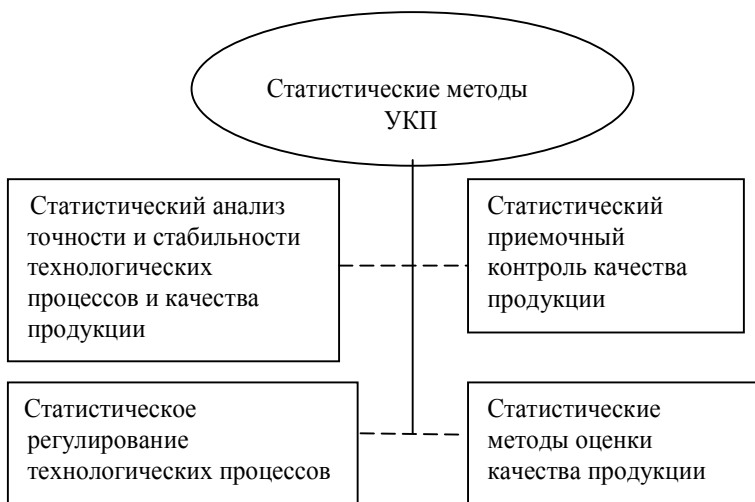 Статистические методы
УКП
Статистический анализ
точности и стабильности
технологических
процессов и качества
продукции
Статистический
приемочный
контроль качества
продукции
Статистическое
регулирование
технологических процессов
Статистические
методы оценки
качества продукции